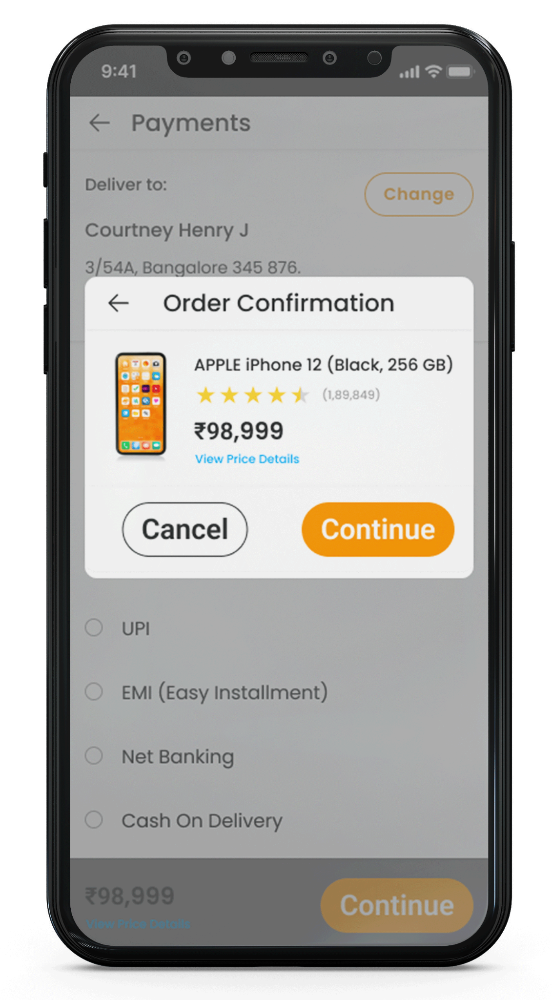 9:41
Payments
Deliver to:
Change
Courtney Henry J
3/54A, Bangalore 345 876.
Order Confirmation
APPLE iPhone 12 (Black, 256 GB)
(1,89,849)
₹98,999
View Price Details
Cancel
Continue
UPI
EMI (Easy Installment)
Net Banking
Cash On Delivery
₹98,999
View Price Details
Continue